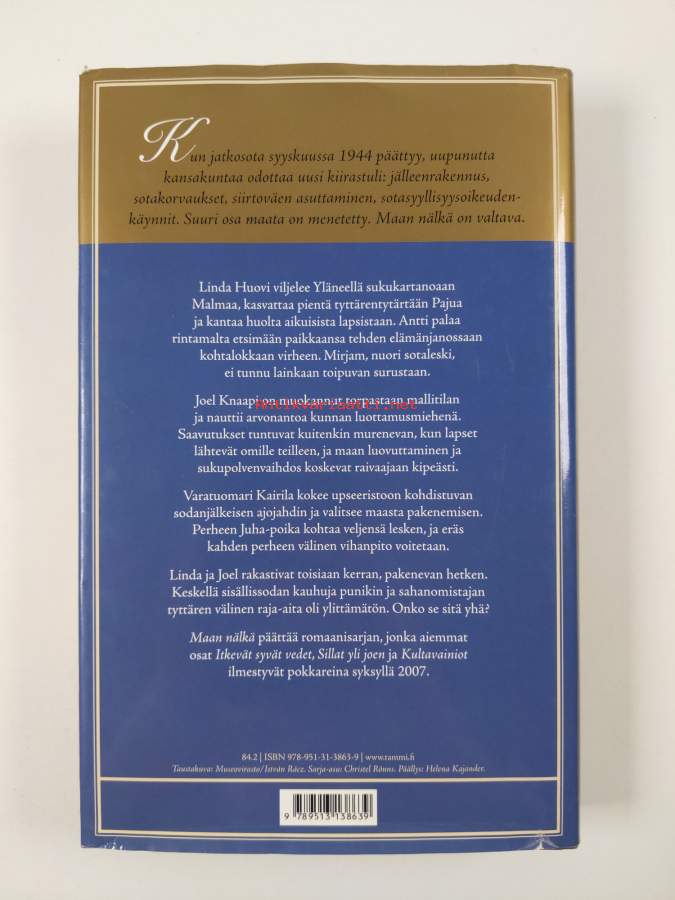 Kun jatkosota syyskuussa 1944 päättyy, uupunutta
kansakuntaa odottaa uusi kiirastuli: jälleenrakennus,
sotakorvaukset, siirtoväen asuttaminen, sotasyyllisyysoikeuden-
käynnit. Suuri osa maata on menetetty. Maan nälkä on valtava.
Linda Huovi viljelee Yläneellä sukukartanoaan
Malmaa, kasvattaa pientä tyttärentytärtään Pajua
ja kantaa huolta aikuisista lapsistaan. Antti palaa
rintamalta etsimään paikkaansa tehden elämänjanossaan
kohtalokkaan virheen. Mirjam, nuori sotaleski,
ei tunnu lainkaan toipuvan surustaan.
Joel Knaapi on muokannut torpastaan mallitilan
antikvariaatti.net
ja nauttii arvonantoa kunnan luottamusmiehenä.
Saavutukset tuntuvat kuitenkin murenevan, kun lapset
lähtevät omille teilleen, ja maan luovuttaminen ja
sukupolvenvaihdos koskevat raivaajaan kipeästi.
Varatuomari Kairila kokee upseeristoon kohdistuvan
sodanjälkeisen ajojahdin ja valitsee maasta pakenemisen.
Perheen Juha-poika kohtaa veljensä lesken, ja eräs
kahden perheen välinen vihanpito voitetaan.
Linda ja Joel rakastivat toisiaan kerran, pakenevan hetken.
Keskellä sisällissodan kauhuja punikin ja sahanomistajan
tyttären välinen raja-aita oli ylittämätön. Onko se sitä yhä?
Maan nälkä päättää romaanisarjan, jonka aiemmat
osat Itkevät syvät vedet, Sillat yli joen ja Kultavainiot
ilmestyvät pokkareina syksyllä 2007.
84.2 | ISBN 978-951-31-3863-9 | www.tammi.fi
Taustakuva: Museovirasto/István Rácz. Sarja-asu: Christel Rönns. Päällys: Helena Kajander.
9 789513 138639